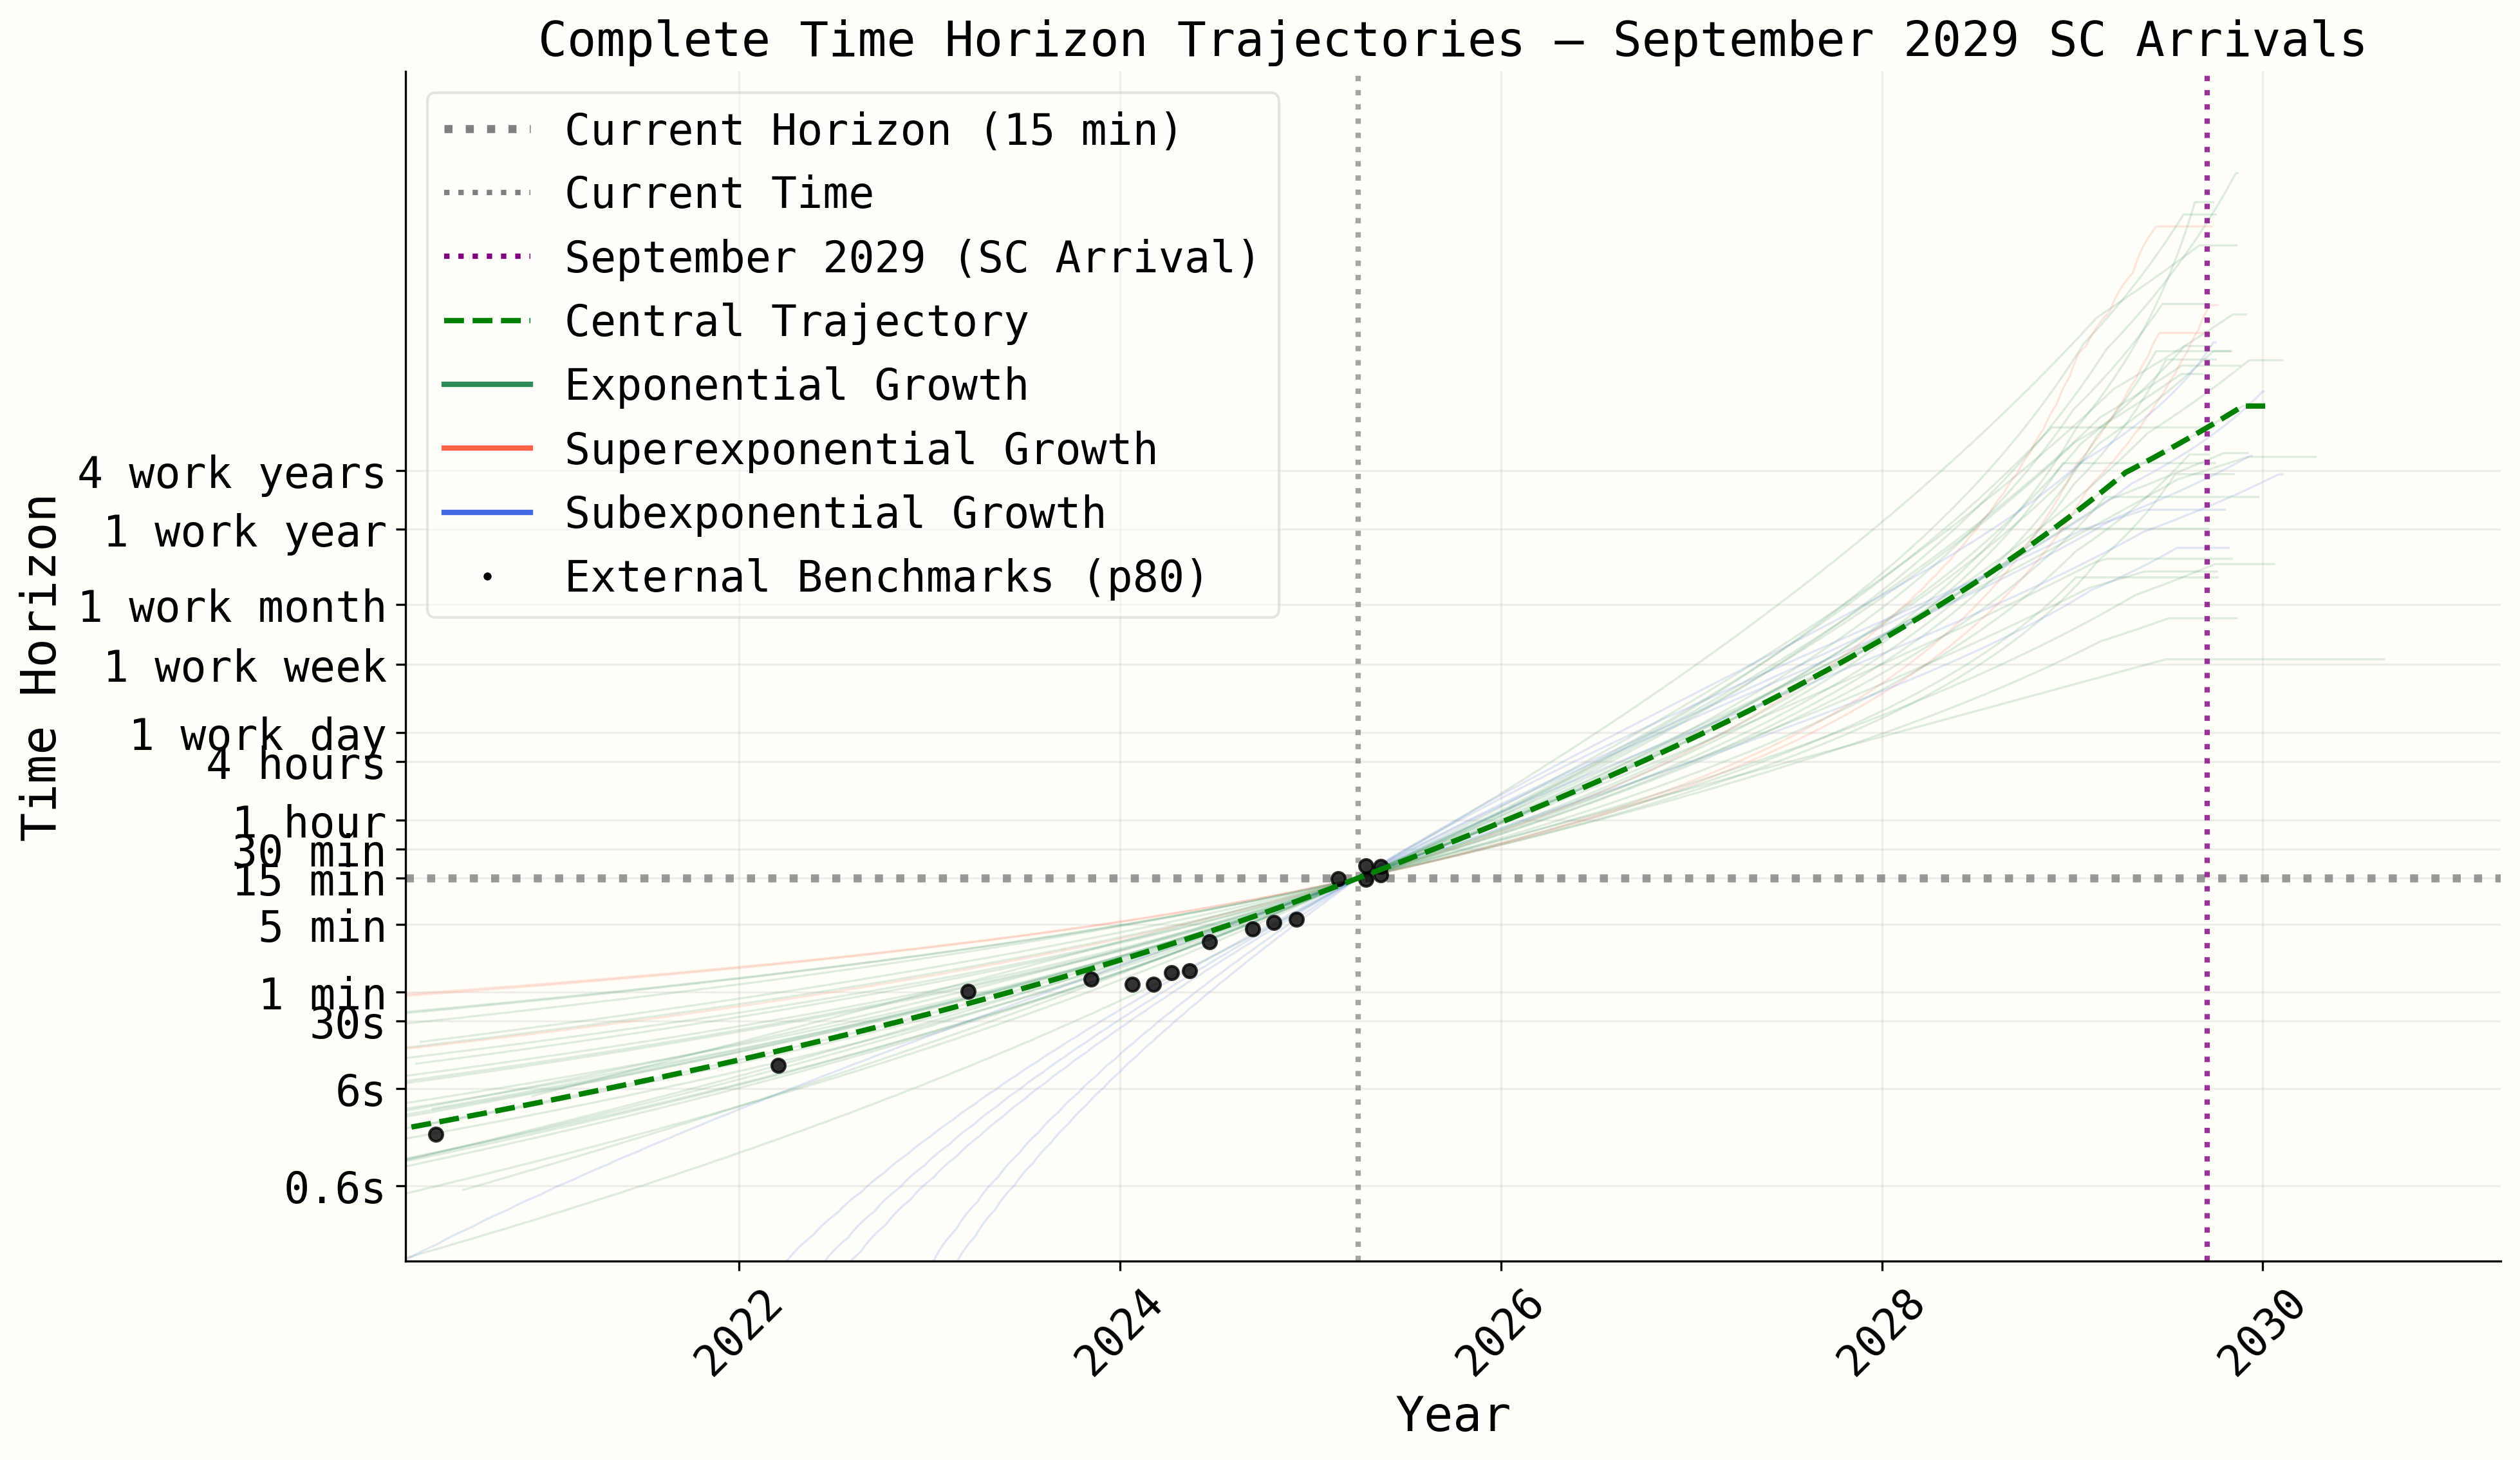 Complete Time Horizon Trajectories — September 2029 SC Arrivals
Current Horizon (15 min)
Current Time
September 2029 (SC Arrival)
Central Trajectory
Exponential Growth
Superexponential Growth
Subexponential Growth
External Benchmarks (p80)
Time Horizon
4 work years
1 work year
1 work month
1 work week
1 work day
4 hours
1 hour
30 min
15 min
5 min
1 min
30s
6s
0.6s
2022
2024
2026
2028
2030
Year